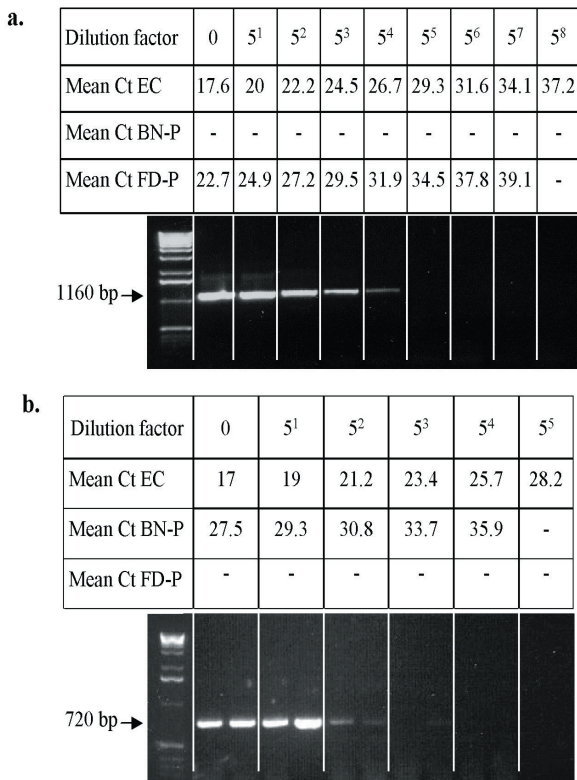 a.
Dilution factor 0 5¹ 5² 5³ 5⁴ 5⁵ 5⁶ 5⁷ 5⁸
Mean Ct EC 17.6 20 22.2 24.5 26.7 29.3 31.6 34.1 37.2
Mean Ct BN-P - - - - - - - - -
Mean Ct FD-P 22.7 24.9 27.2 29.5 31.9 34.5 37.8 39.1 -
1160 bp
b.
Dilution factor 0 5¹ 5² 5³ 5⁴ 5⁵
Mean Ct EC 17 19 21.2 23.4 25.7 28.2
Mean Ct BN-P 27.5 29.3 30.8 33.7 35.9 -
Mean Ct FD-P - - - - - -
720 bp